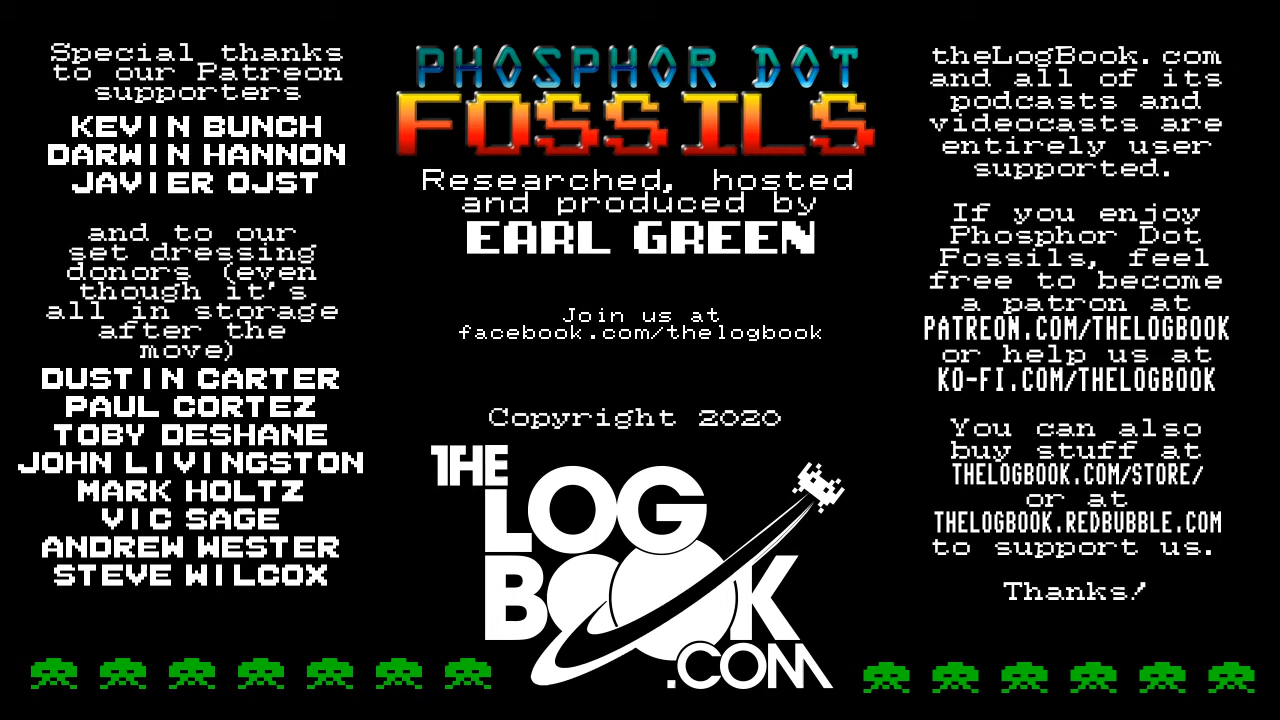 Special thanks
to our Patreon
supporters
KEVIN BUNCH
DARWIN HANNON
JAVIER OJST
and to our
set dressing
donors (even
though it's
all in storage
after the
move)
DUSTIN CARTER
PAUL CORTEZ
TOBY DESHANE
JOHN LIVINGSTON
MARK HOLTZ
VIC SAGE
ANDREW WESTER
STEVE WILCOX
PHOSPHOR DOT
FOSSILS
Researched, hosted
and produced by
EARL GREEN
Join us at
facebook.com/thelogbook
Copyright 2020
THE
LOG
BOOK
.COM
theLogBook.com
and all of its
podcasts and
videocasts are
entirely user
supported.
If you enjoy
Phosphor Dot
Fossils, feel
free to become
a patron at
PATREON.COM/THELOGBOOK
or help us at
KO-FI.COM/THELOGBOOK
You can also
buy stuff at
THELOGBOOK.COM/STORE/
or at
THELOGBOOK.REDBUBBLE.COM
to support us.
Thanks!